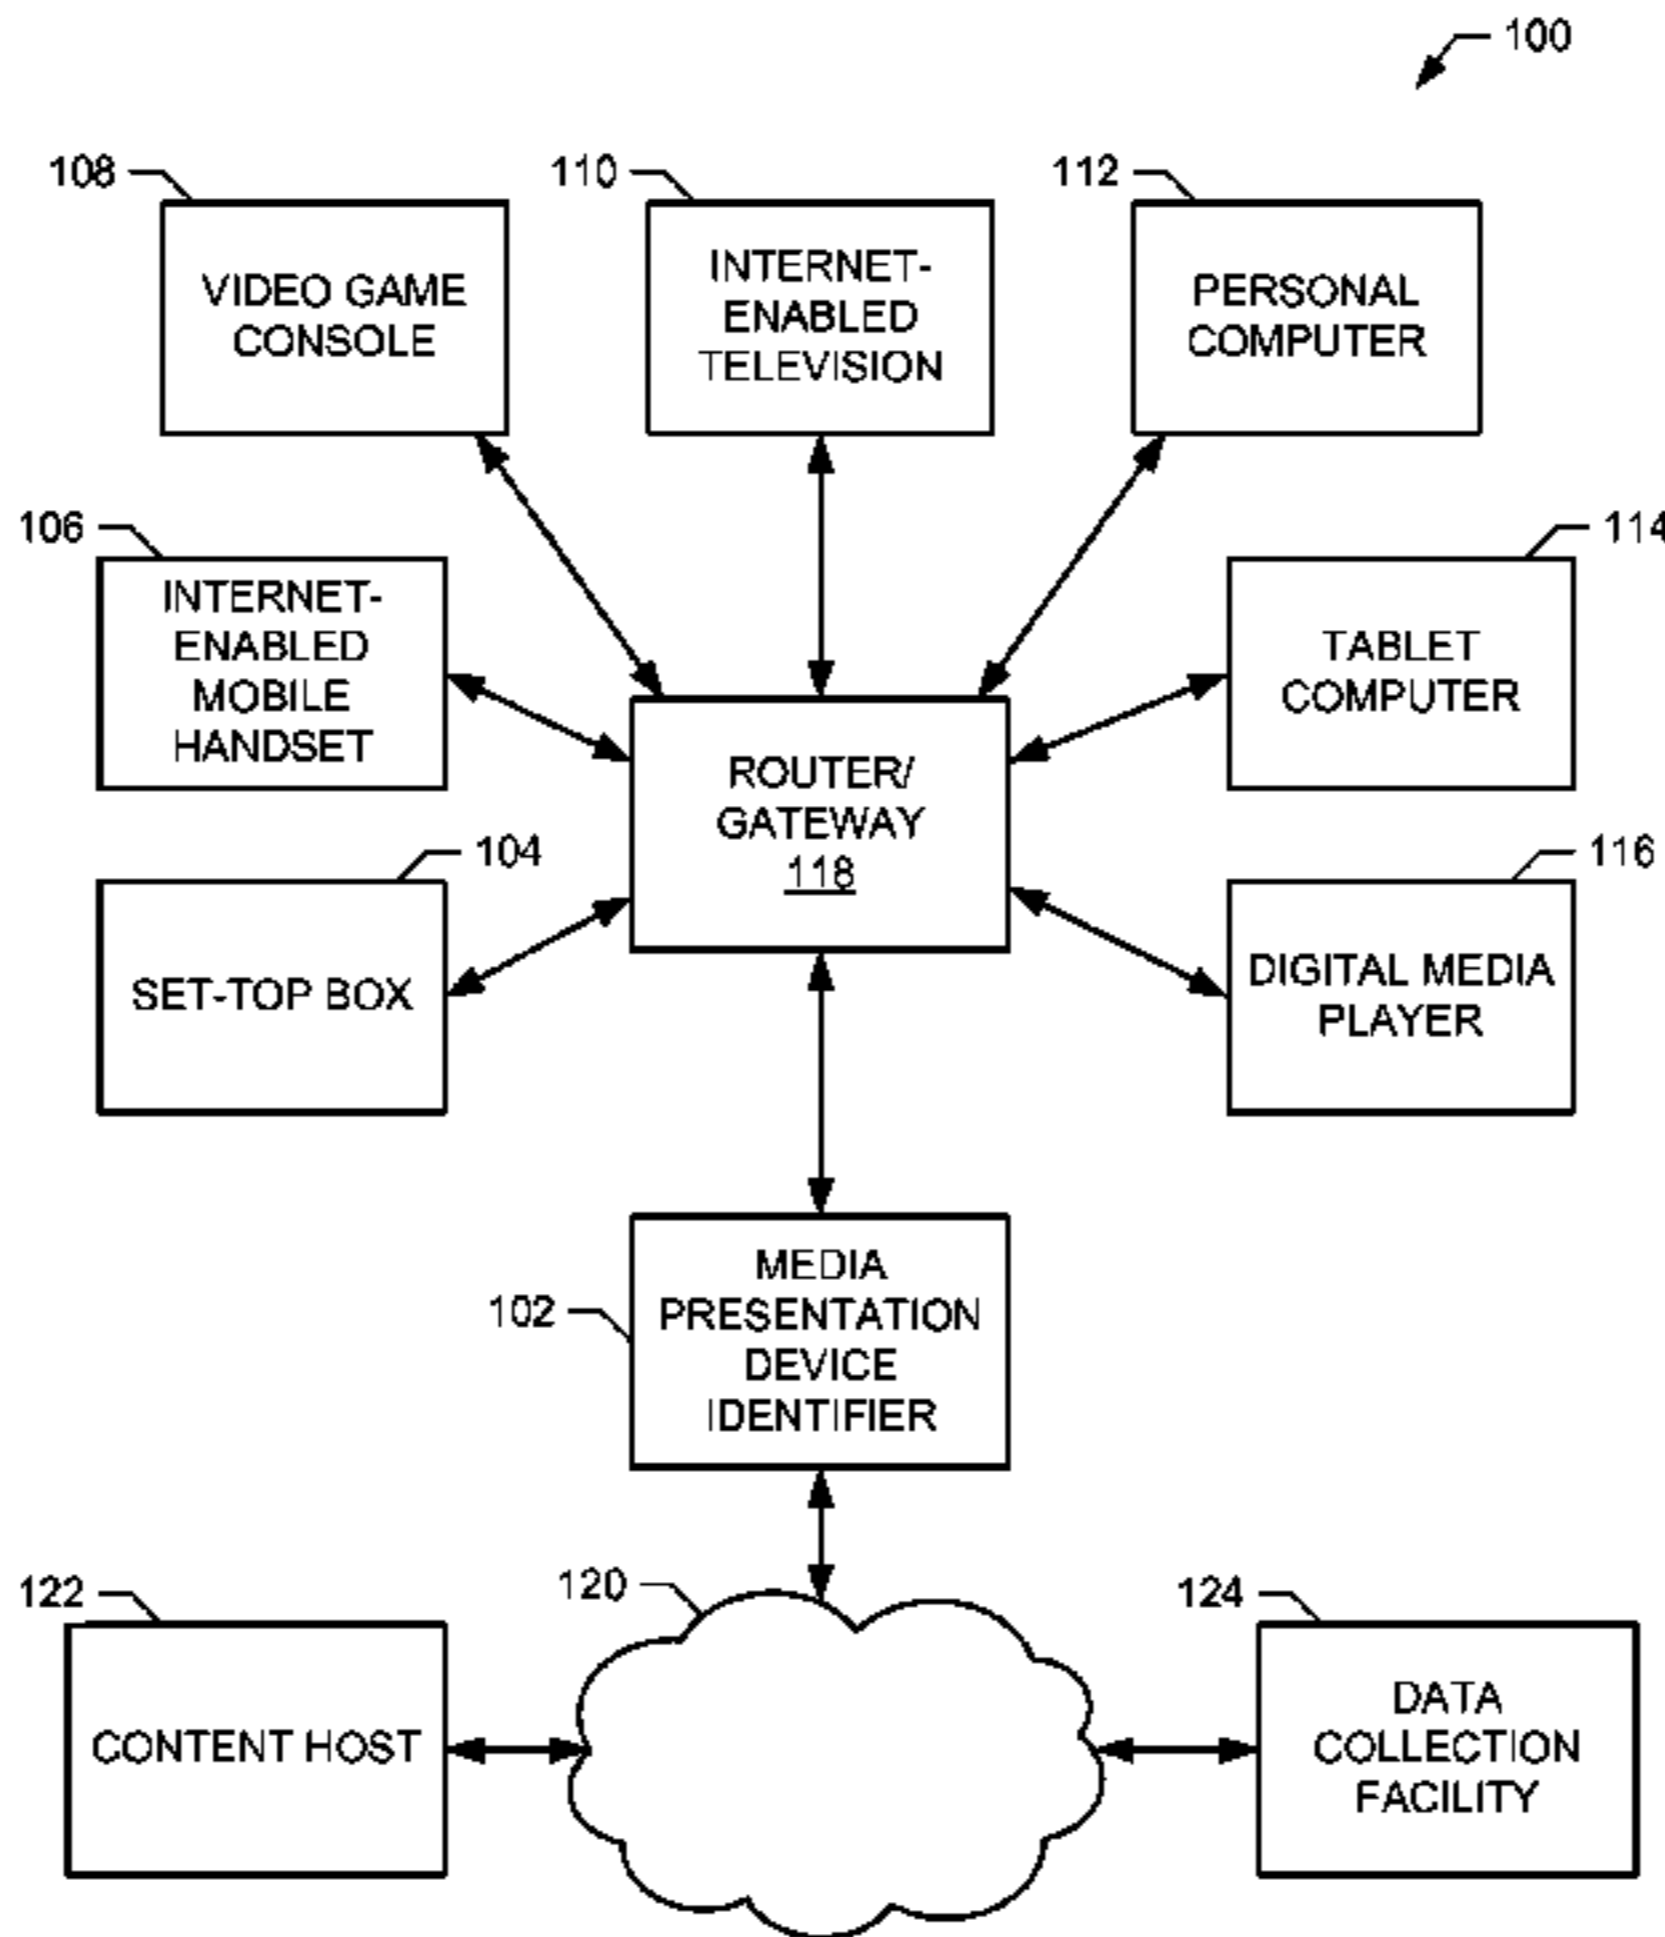 100
108
110
112
VIDEO GAME
CONSOLE
INTERNET-
ENABLED
TELEVISION
PERSONAL
COMPUTER
106
114
INTERNET-
ENABLED
MOBILE
HANDSET
TABLET
COMPUTER
ROUTER/
GATEWAY
118
104
116
SET-TOP BOX
DIGITAL MEDIA
PLAYER
102
MEDIA
PRESENTATION
DEVICE
IDENTIFIER
122
120
124
CONTENT HOST
DATA
COLLECTION
FACILITY